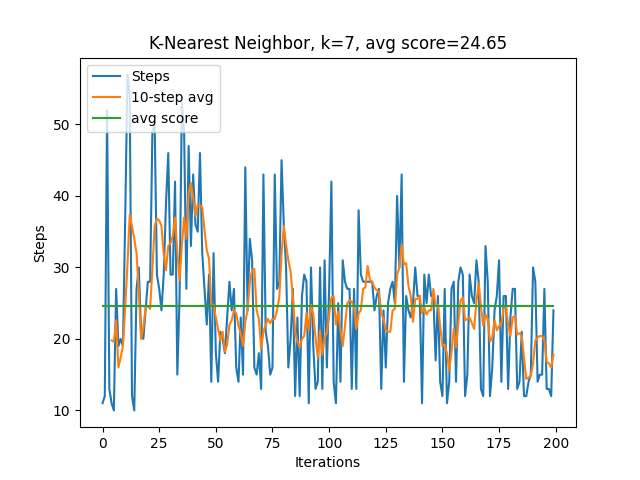 K-Nearest Neighbor, k=7, avg score=24.65
Steps
10-step avg
avg score
Steps
50
40
30
20
10
0 25 50 75 100 125 150 175 200
Iterations